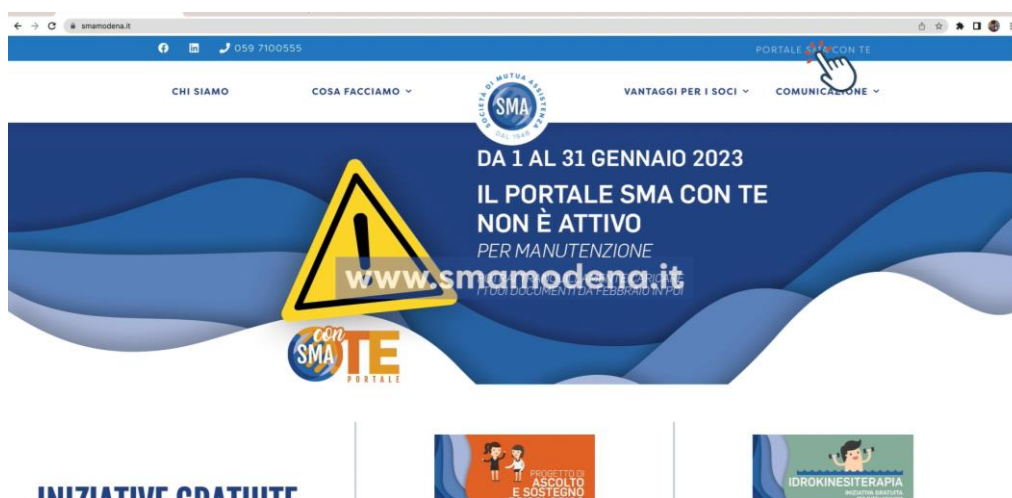 smamodena.it
059 7100555
PORTALE SMA CON TE
CHI SIAMO
COSA FACCIAMO
SOCIETÀ DI MUTUA ASSISTENZA
SMA
DAL 1948
VANTAGGI PER I SOCI
COMUNICAZIONE
DA 1 AL 31 GENNAIO 2023
IL PORTALE SMA CON TE
NON È ATTIVO
PER MANUTENZIONE
www.smamodena.it
I TUOI DOCUMENTI DA FEBBRAIO IN POI
con
SMA TE
PORTALE
INIZIATIVE GRATUITE
PROGETTO DI
ASCOLTO
E SOSTEGNO
IDROKINESITERAPIA
INIZIATIVA GRATUITA